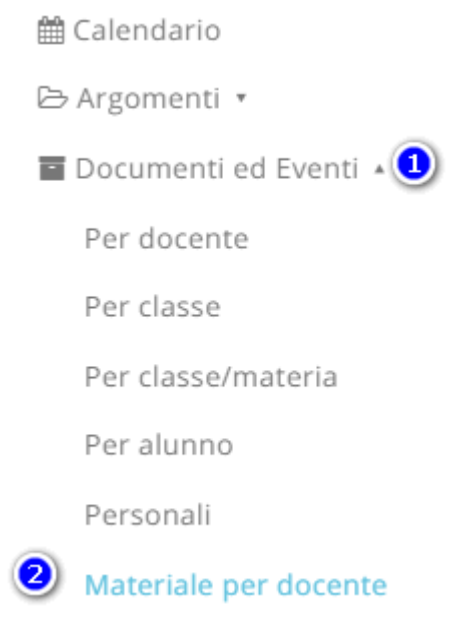 Calendario
Argomenti ▾
Documenti ed Eventi ▴ 1
Per docente
Per classe
Per classe/materia
Per alunno
Personali
2 Materiale per docente